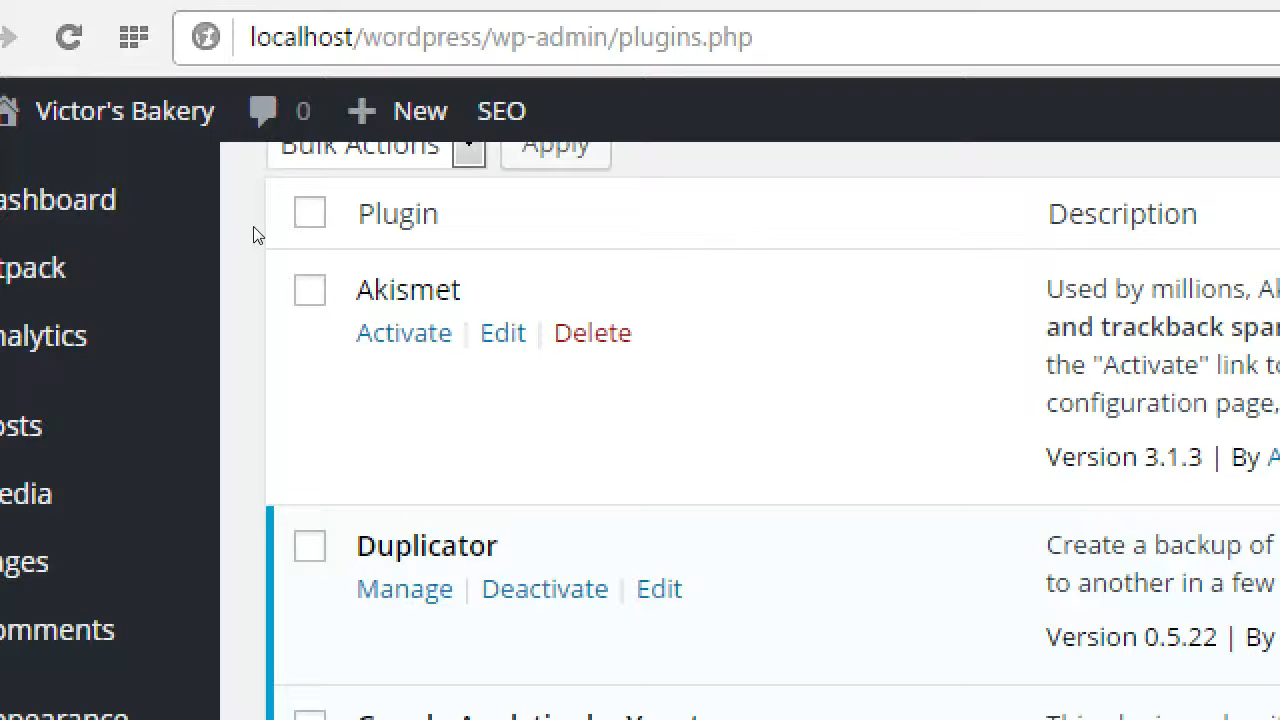 localhost/wordpress/wp-admin/plugins.php
Victor's Bakery 0 New SEO
Bulk Actions Apply
ashboard
Plugin Description
tpack
Akismet Used by millions, Ak
Activate | Edit | Delete and trackback spa
nalytics
the "Activate" link to
configuration page,
osts
Version 3.1.3 | By A
edia
Duplicator Create a backup of
ges
Manage | Deactivate | Edit to another in a few
omments
Version 0.5.22 | By